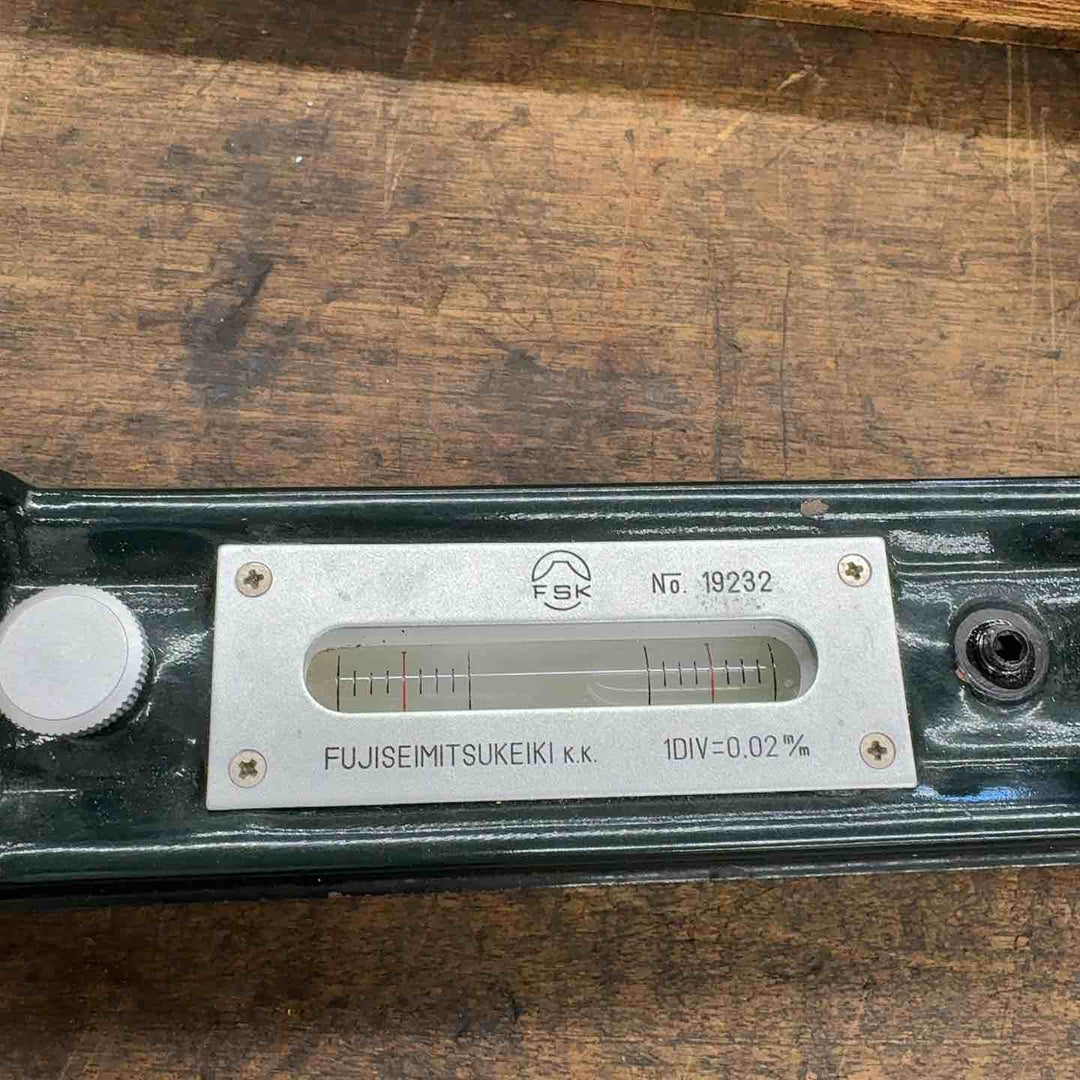 FSK
No. 19232
FUJISEIMITSUKEIKI K.K.
1DIV=0.02 m/m